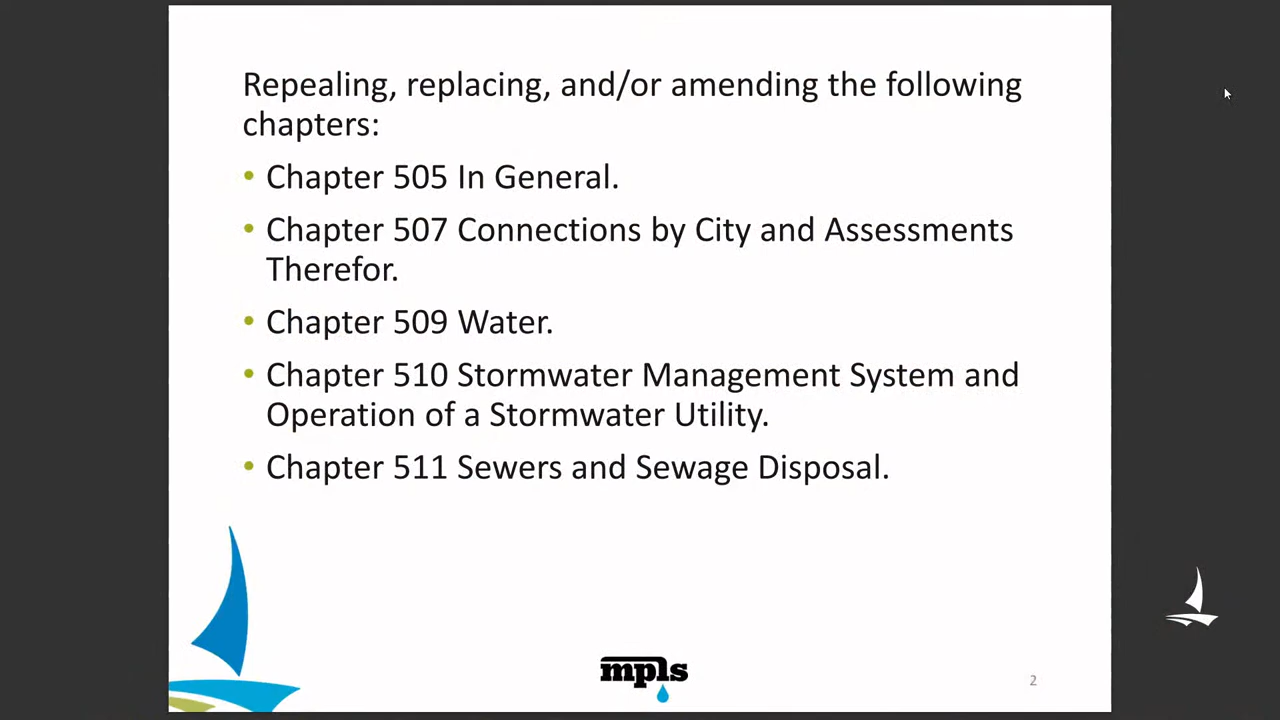 Repealing, replacing, and/or amending the following
chapters:
• Chapter 505 In General.
• Chapter 507 Connections by City and Assessments
Therefor.
• Chapter 509 Water.
• Chapter 510 Stormwater Management System and
Operation of a Stormwater Utility.
• Chapter 511 Sewers and Sewage Disposal.
mpls
2